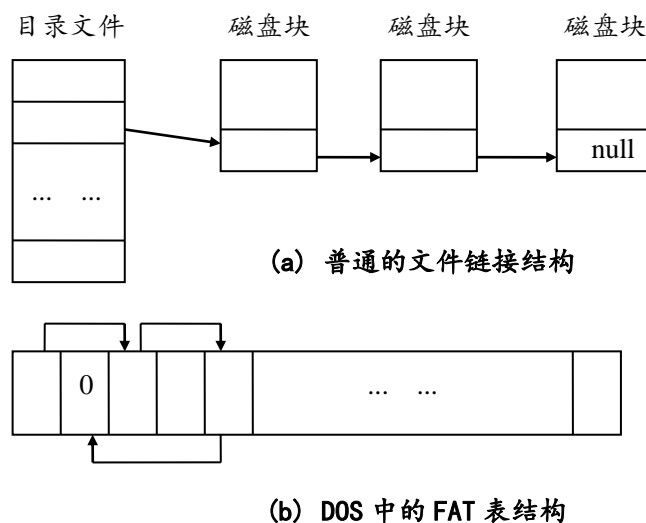 目录文件 磁盘块 磁盘块 磁盘块
null
... ...
(a) 普通的文件链接结构
0
... ...
(b) DOS 中的 FAT 表结构